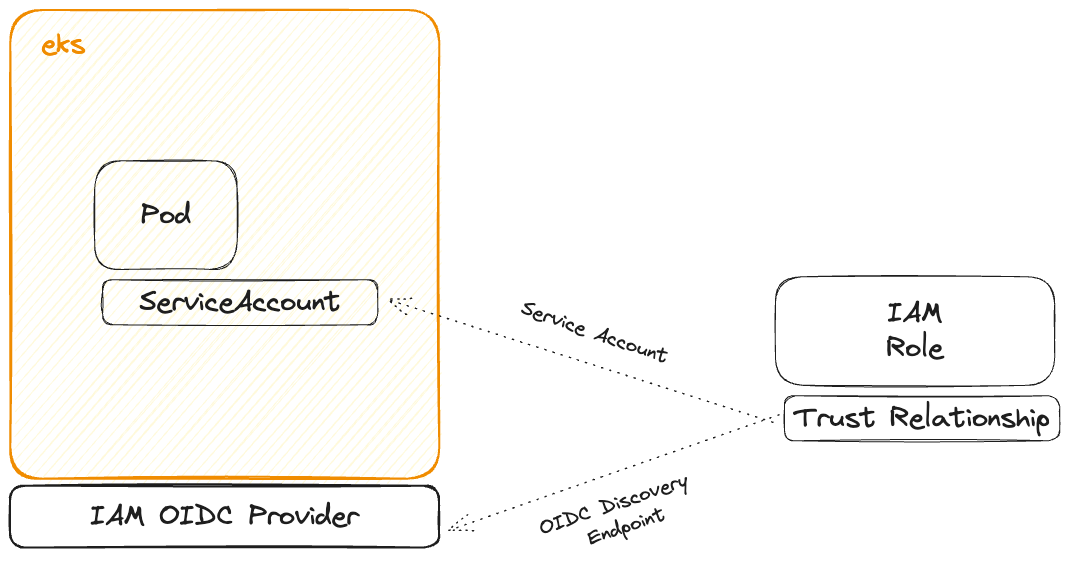 eks
Pod
ServiceAccount
Service Account
IAM
Role
Trust Relationship
OIDC Discovery
Endpoint
IAM OIDC Provider